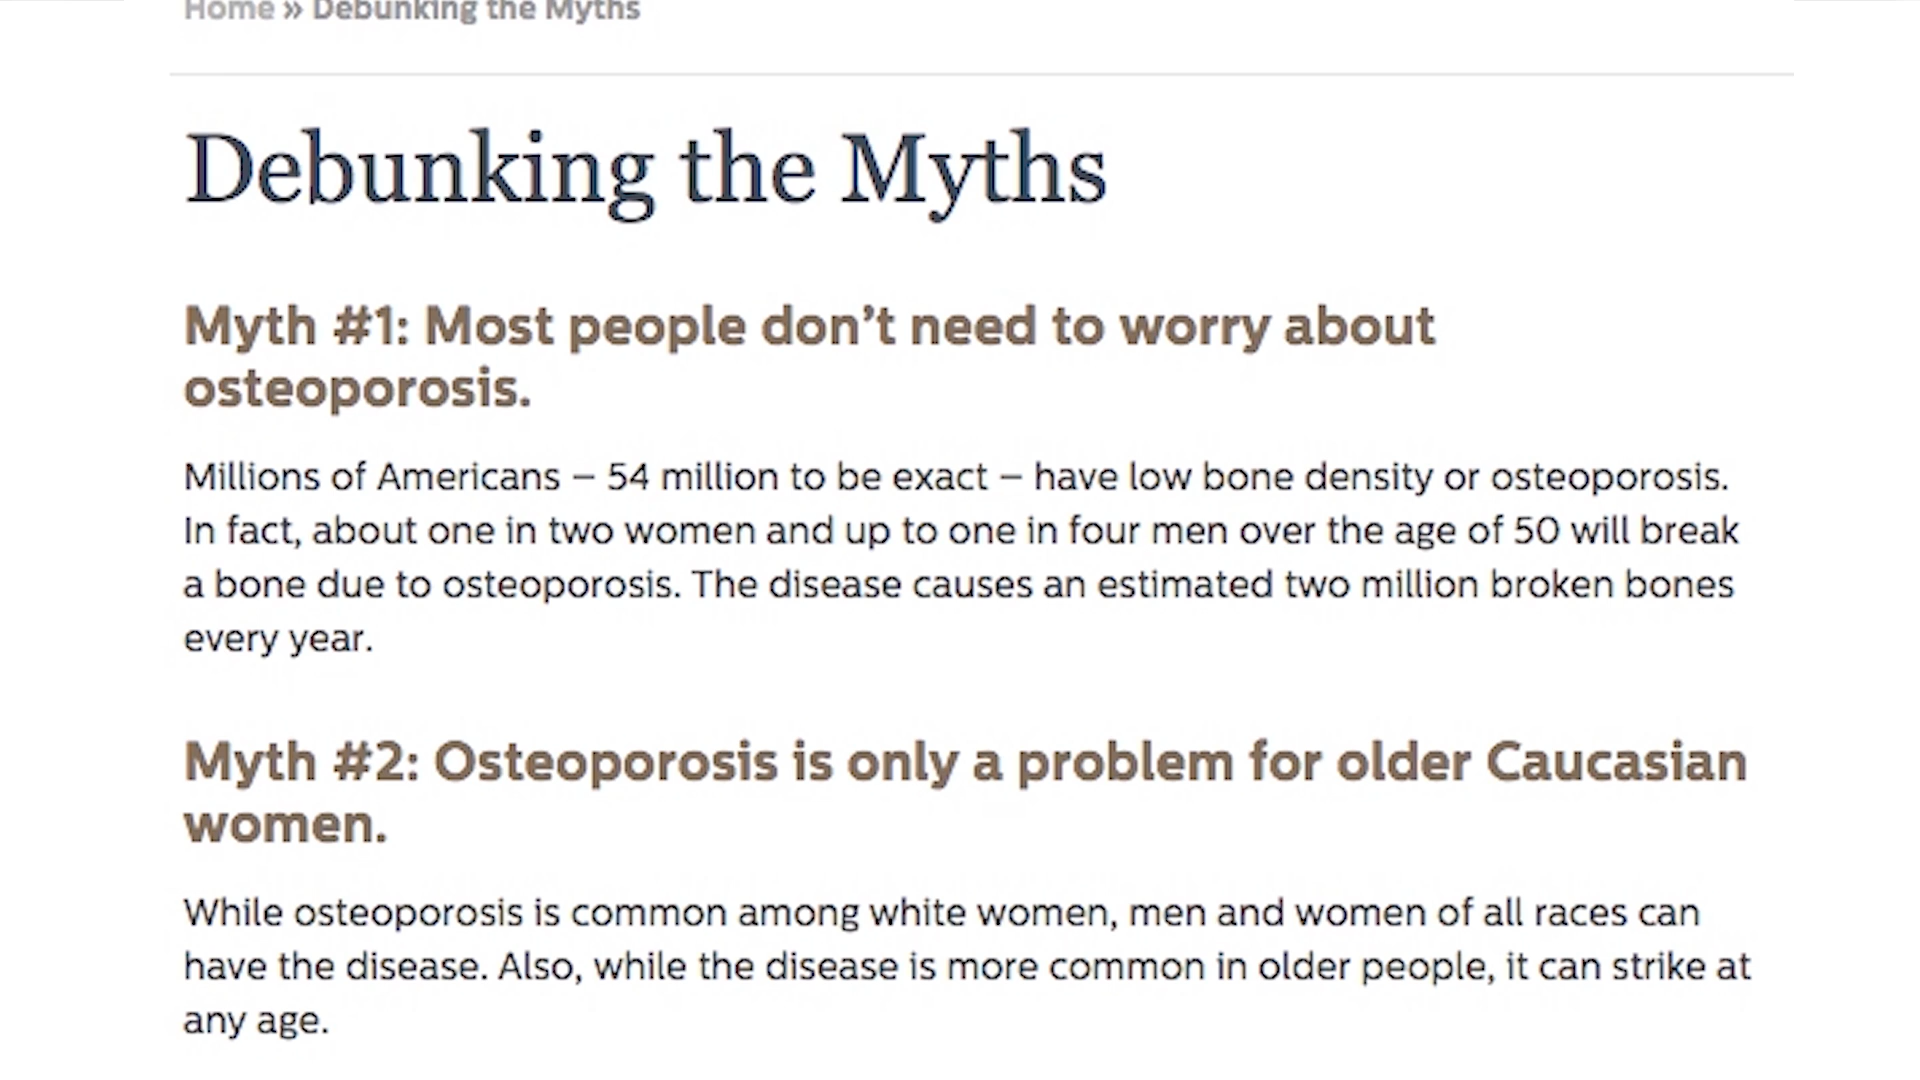 Home » Debunking the Myths
Debunking the Myths
Myth #1: Most people don’t need to worry about
osteoporosis.
Millions of Americans – 54 million to be exact – have low bone density or osteoporosis.
In fact, about one in two women and up to one in four men over the age of 50 will break
a bone due to osteoporosis. The disease causes an estimated two million broken bones
every year.
Myth #2: Osteoporosis is only a problem for older Caucasian
women.
While osteoporosis is common among white women, men and women of all races can
have the disease. Also, while the disease is more common in older people, it can strike at
any age.